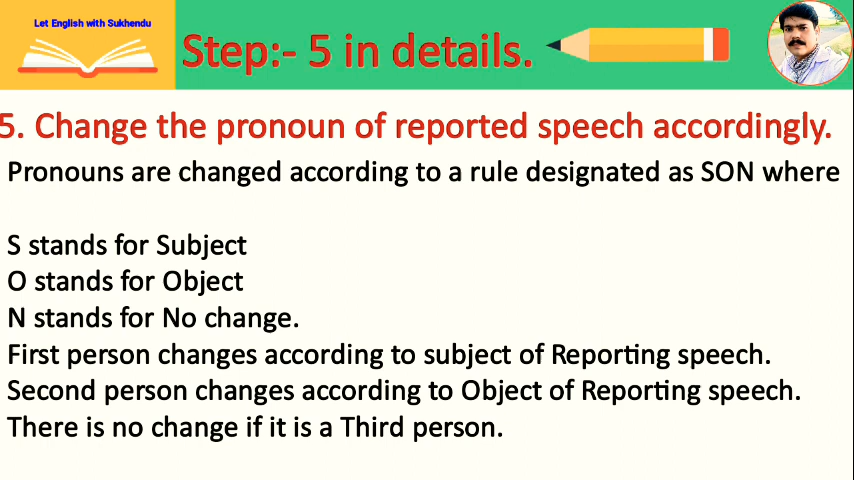 Let English with Sukhendu
Step:- 5 in details.
5. Change the pronoun of reported speech accordingly.
Pronouns are changed according to a rule designated as SON where
S stands for Subject
O stands for Object
N stands for No change.
First person changes according to subject of Reporting speech.
Second person changes according to Object of Reporting speech.
There is no change if it is a Third person.